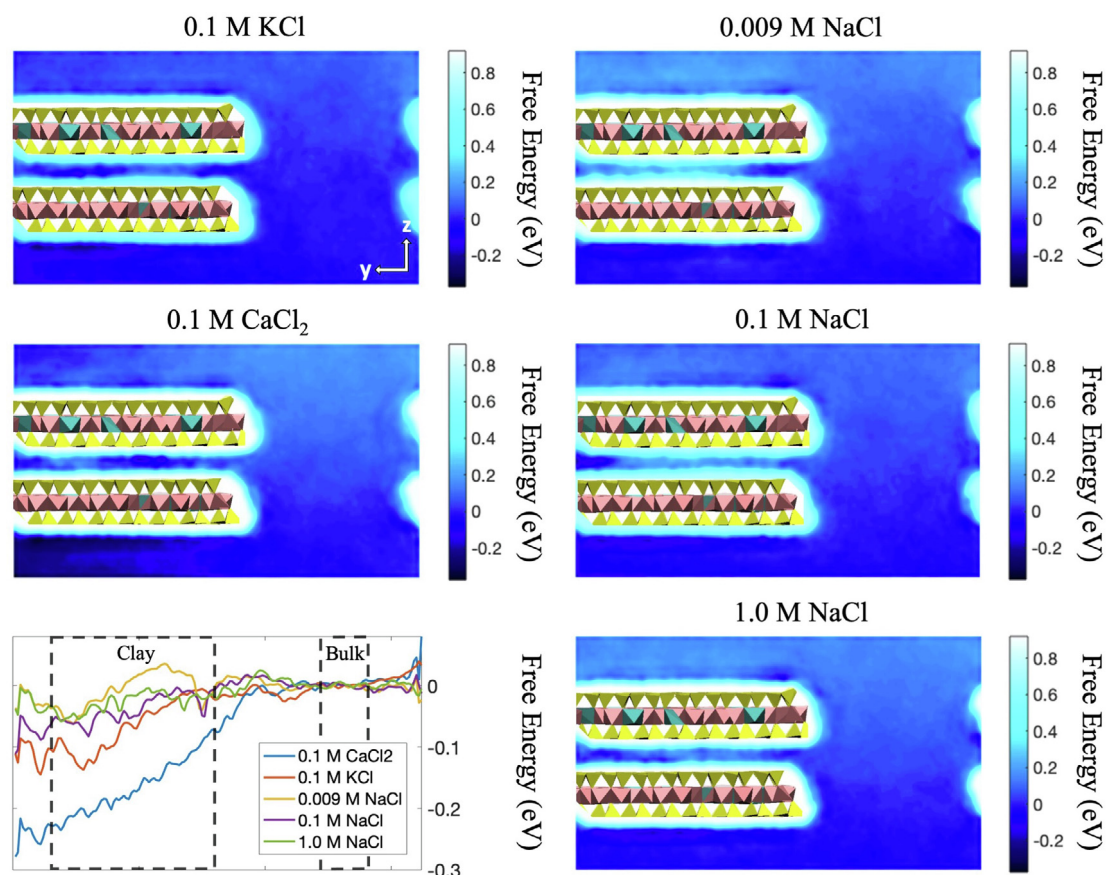 0.1 M KCl
0.8
0.6
0.4
0.2
0
-0.2
Free Energy (eV)
z
y
0.009 M NaCl
0.8
0.6
0.4
0.2
0
-0.2
Free Energy (eV)
0.1 M CaCl₂
0.8
0.6
0.4
0.2
0
-0.2
Free Energy (eV)
0.1 M NaCl
0.8
0.6
0.4
0.2
0
-0.2
Free Energy (eV)
Clay
Bulk
0.1 M CaCl2
0.1 M KCl
0.009 M NaCl
0.1 M NaCl
1.0 M NaCl
0
-0.1
-0.2
-0.3
Free Energy (eV)
1.0 M NaCl
0.8
0.6
0.4
0.2
0
-0.2
Free Energy (eV)